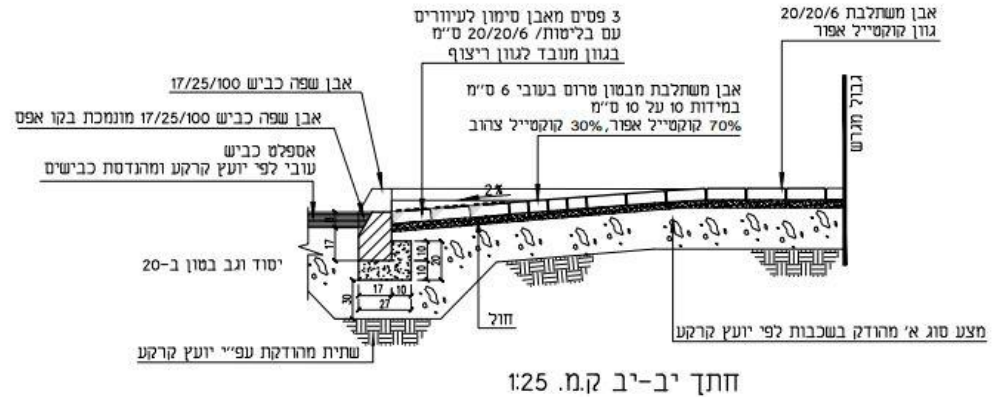 3 פסים מאבן סימון לעיוורים
עם בליטות/ 20/20/6 ס''מ
בגוון מנובד לגוון ריצוף
אבן משתלבת 20/20/6
גוון קוקטייל אפור
אבן שפה כביש 17/25/100
אבן משתלבת מבטון טרום בעובי 6 ס''מ
במידות 10 על 10 ס''מ
70% קוקטייל אפור, 30% קוקטייל צהוב
גבול מגרש
אבן שפה כביש 17/25/100 מונמכת בקו אפס
אספלט כביש
עובי לפי יועץ קרקע ומהנדסת כבישים
2%
17
10
10
20
יסוד וגב בטון ב-20
17
10
27
30
חול
מצע סוג א' מהודק בשכבות לפי יועץ קרקע
שתית מהודקת עפ''י יועץ קרקע
חתך יב-יב ק.מ. 1:25